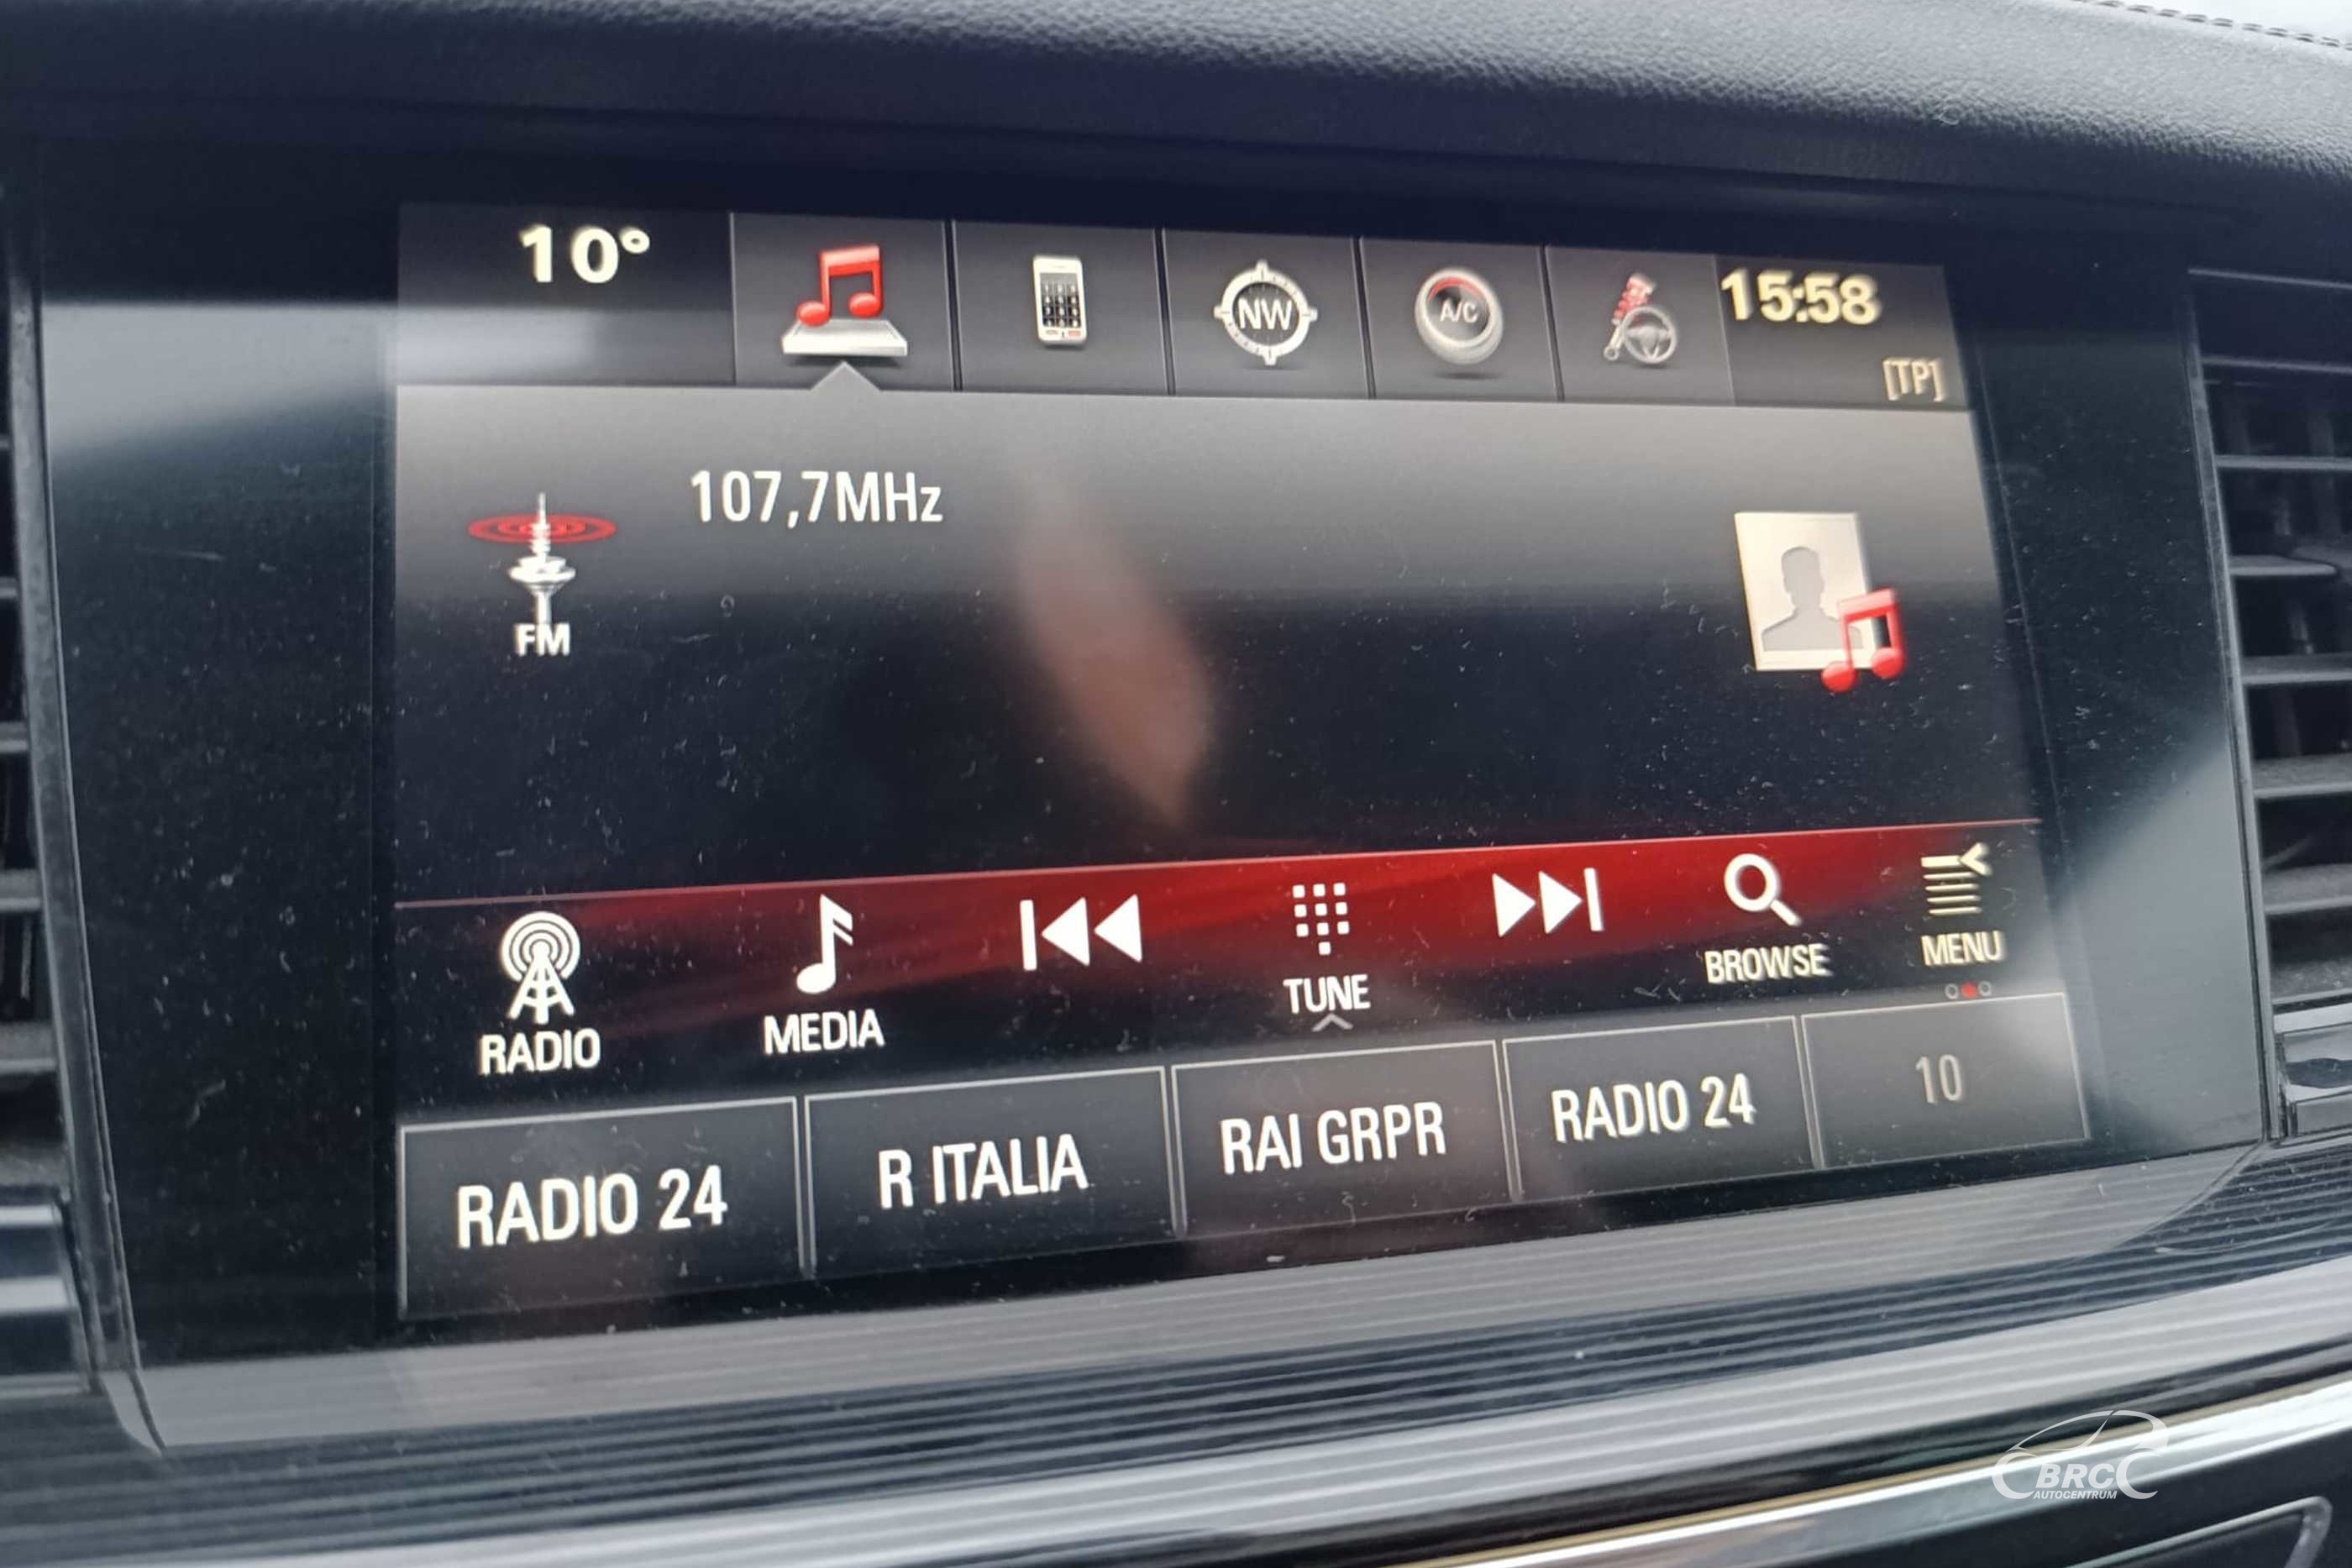 10°
NW
A/C
15:58
[TP]
107,7MHz
FM
RADIO
MEDIA
TUNE
BROWSE
MENU
RADIO 24
R ITALIA
RAI GRPR
RADIO 24
10
BRC
AUTOCENTRUM